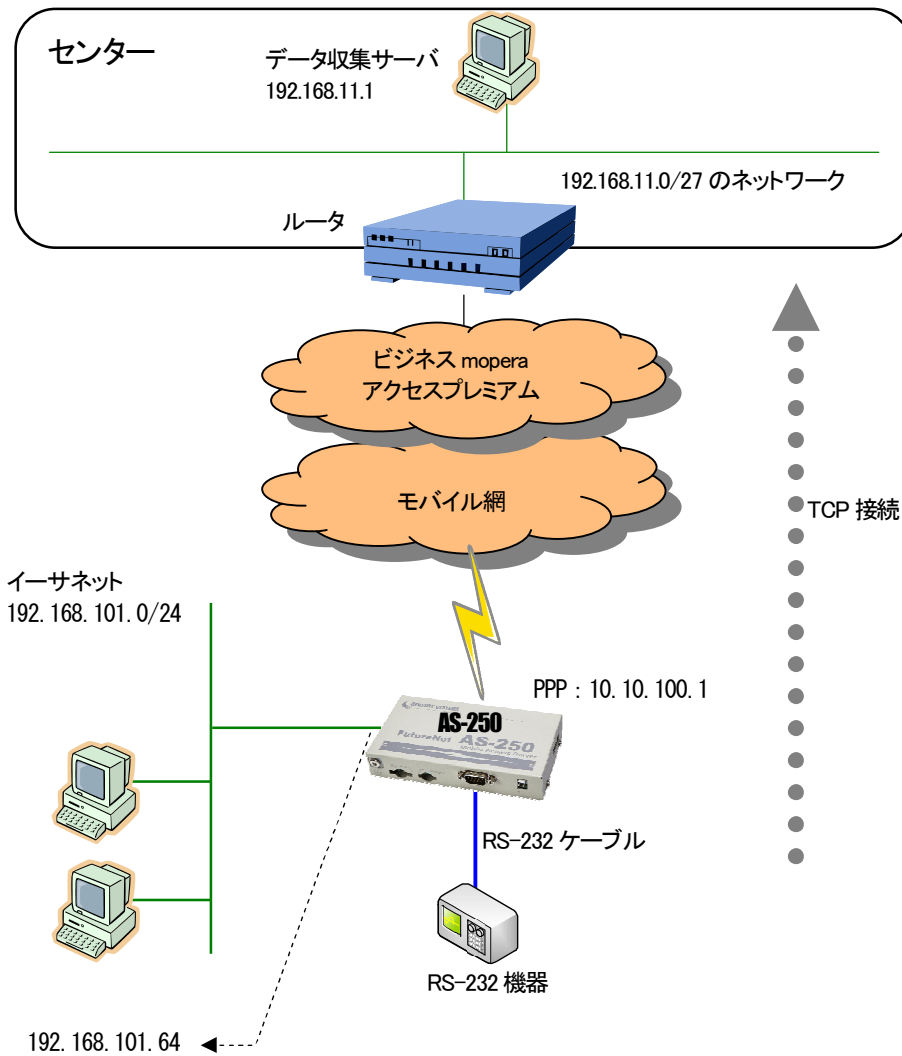 センター
データ収集サーバ
192.168.11.1
192.168.11.0/27 のネットワーク
ルータ
ビジネス mopera
アクセスプレミアム
モバイル網
TCP 接続
イーサネット
192.168.101.0/24
PPP：10.10.100.1
AS-250
FutureNet AS-250
RS-232 ケーブル
RS-232 機器
192.168.101.64